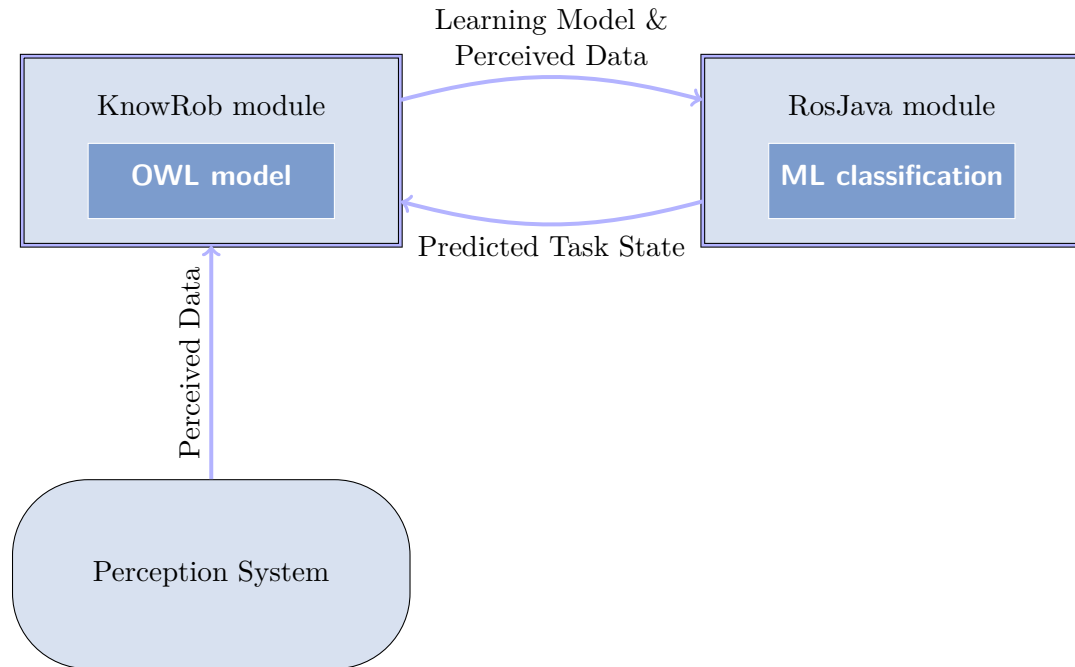 Learning Model &
Perceived Data
KnowRob module
OWL model
RosJava module
ML classification
Predicted Task State
Perceived Data
Perception System